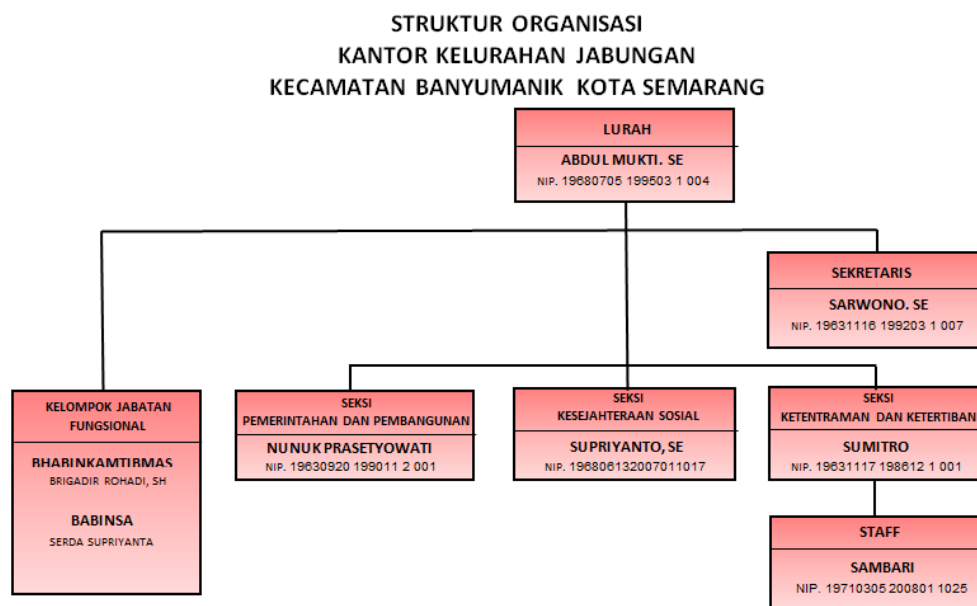 STRUKTUR ORGANISASI
KANTOR KELURAHAN JABUNGAN
KECAMATAN BANYUMANIK KOTA SEMARANG
LURAH
ABDUL MUKTI. SE
NIP. 19680705 199503 1 004
SEKRETARIS
SARWONO. SE
NIP. 19631116 199203 1 007
KELOMPOK JABATAN
FUNGSIONAL
BHABINKAMTIBMAS
BRIGADIR ROHADI, SH
BABINSA
SERDA SUPRIYANTA
SEKSI
PEMERINTAHAN DAN PEMBANGUNAN
NUNUK PRASETYOWATI
NIP. 19630920 199011 2 001
SEKSI
KESEJAHTERAAN SOSIAL
SUPRIYANTO, SE
NIP. 196806132007011017
SEKSI
KETENTRAMAN DAN KETERTIBAN
SUMITRO
NIP. 19631117 198612 1 001
STAFF
SAMBARI
NIP. 19710305 200801 1025